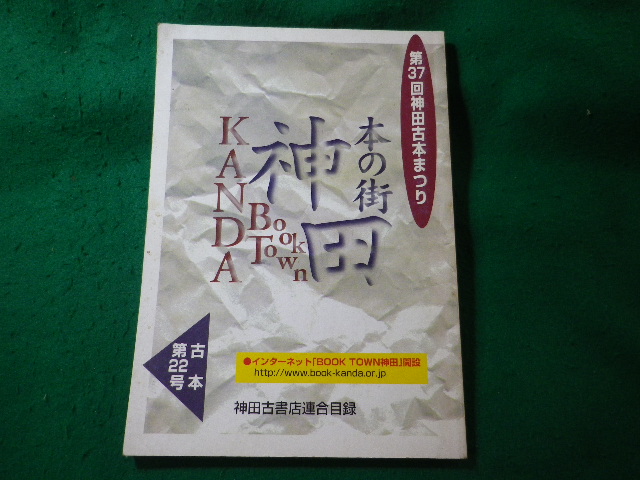 第37回神田古本まつり
本の街、
神田
KANDA
Book
Town
古本
第22号
●インターネット「BOOK TOWN神田」開設
http://www.book-kanda.or.jp
神田古書店連合目録